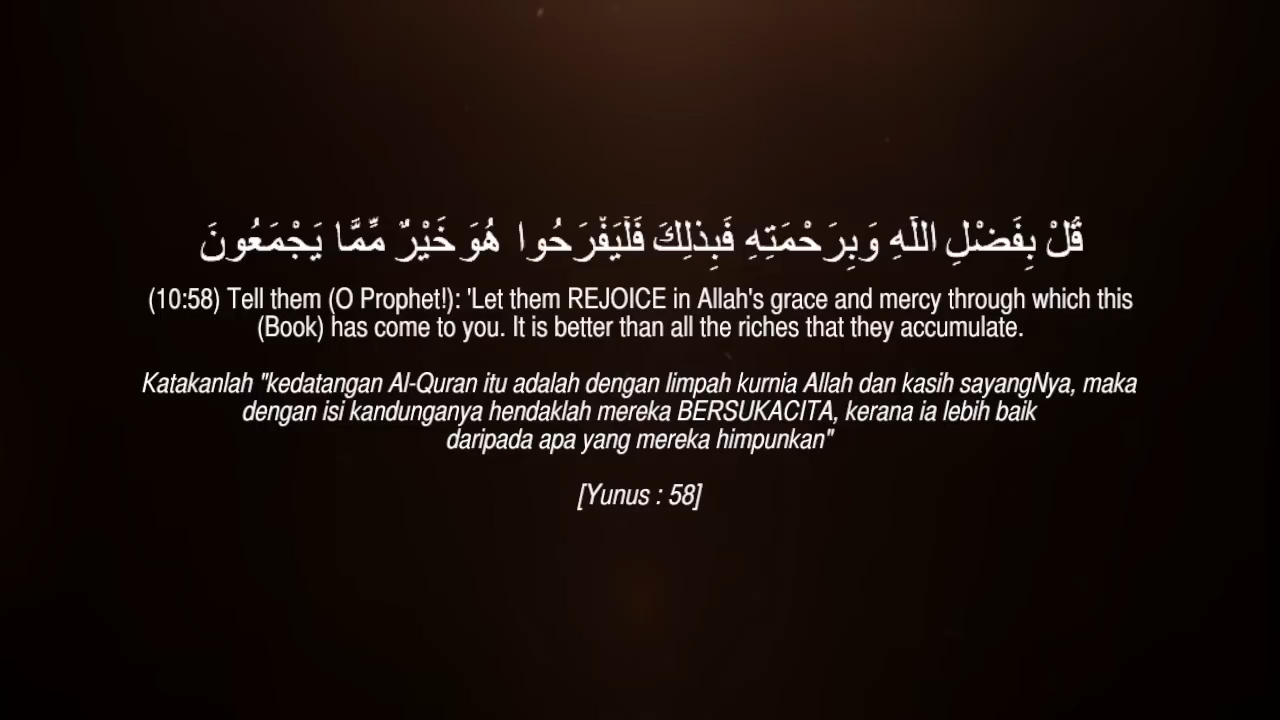 قُلْ بِفَضْلِ اللَّهِ وَبِرَحْمَتِهِ فَبِذَٰلِكَ فَلْيَفْرَحُوا هُوَ خَيْرٌ مِّمَّا يَجْمَعُونَ
(10:58) Tell them (O Prophet!): 'Let them REJOICE in Allah's grace and mercy through which this
(Book) has come to you. It is better than all the riches that they accumulate.
Katakanlah "kedatangan Al-Quran itu adalah dengan limpah kurnia Allah dan kasih sayangNya, maka
dengan isi kandunganya hendaklah mereka BERSUKACITA, kerana ia lebih baik
daripada apa yang mereka himpunkan"
[Yunus : 58]